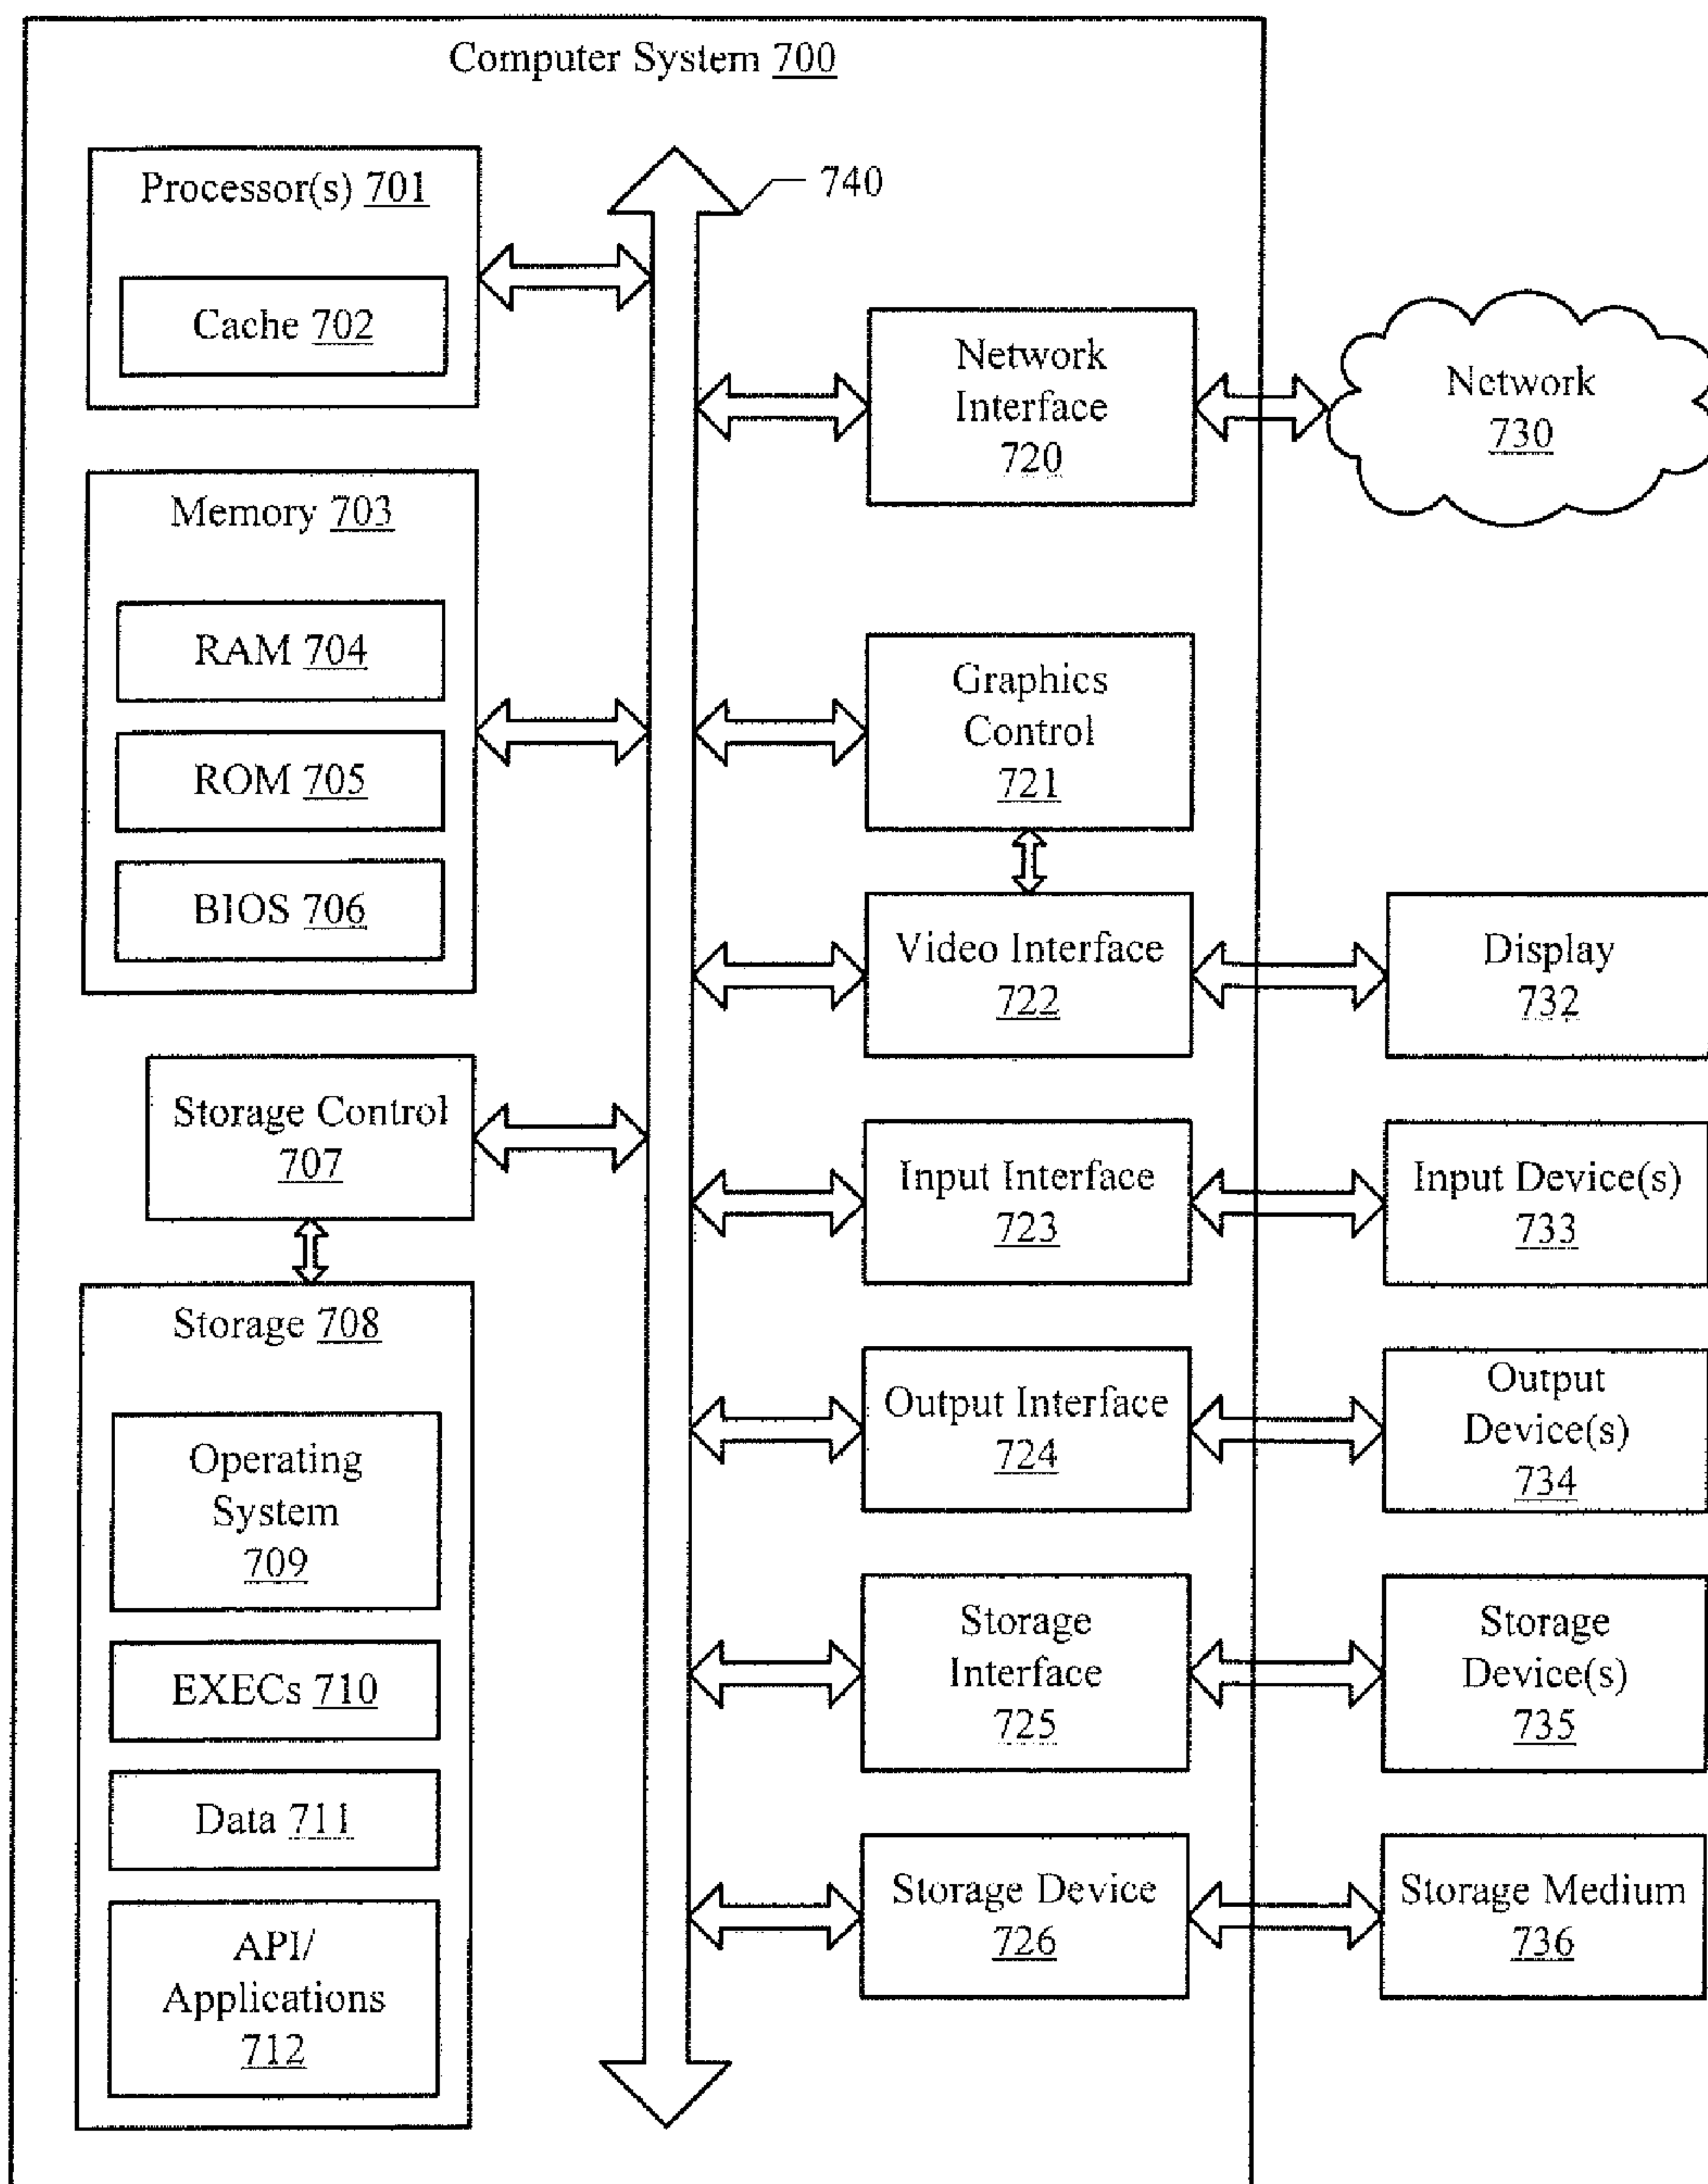 Computer System 700
Processor(s) 701
Cache 702
740
Memory 703
RAM 704
ROM 705
BIOS 706
Storage Control
707
Storage 708
Operating
System
709
EXECs 710
Data 711
API/
Applications
712
Network
Interface
720
Network
730
Graphics
Control
721
Video Interface
722
Display
732
Input Interface
723
Input Device(s)
733
Output Interface
724
Output
Device(s)
734
Storage
Interface
725
Storage
Device(s)
735
Storage Device
726
Storage Medium
736